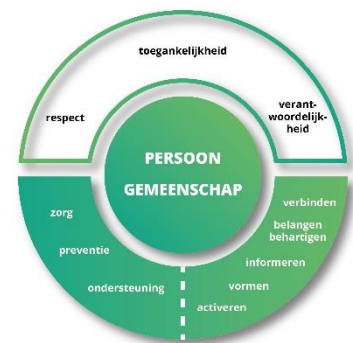 toegankelijkheid
respect
verant-
woordelijk-
heid
PERSOON
GEMEENSCHAP
zorg
preventie
ondersteuning
verbinden
belangen
behartigen
informeren
vormen
activeren